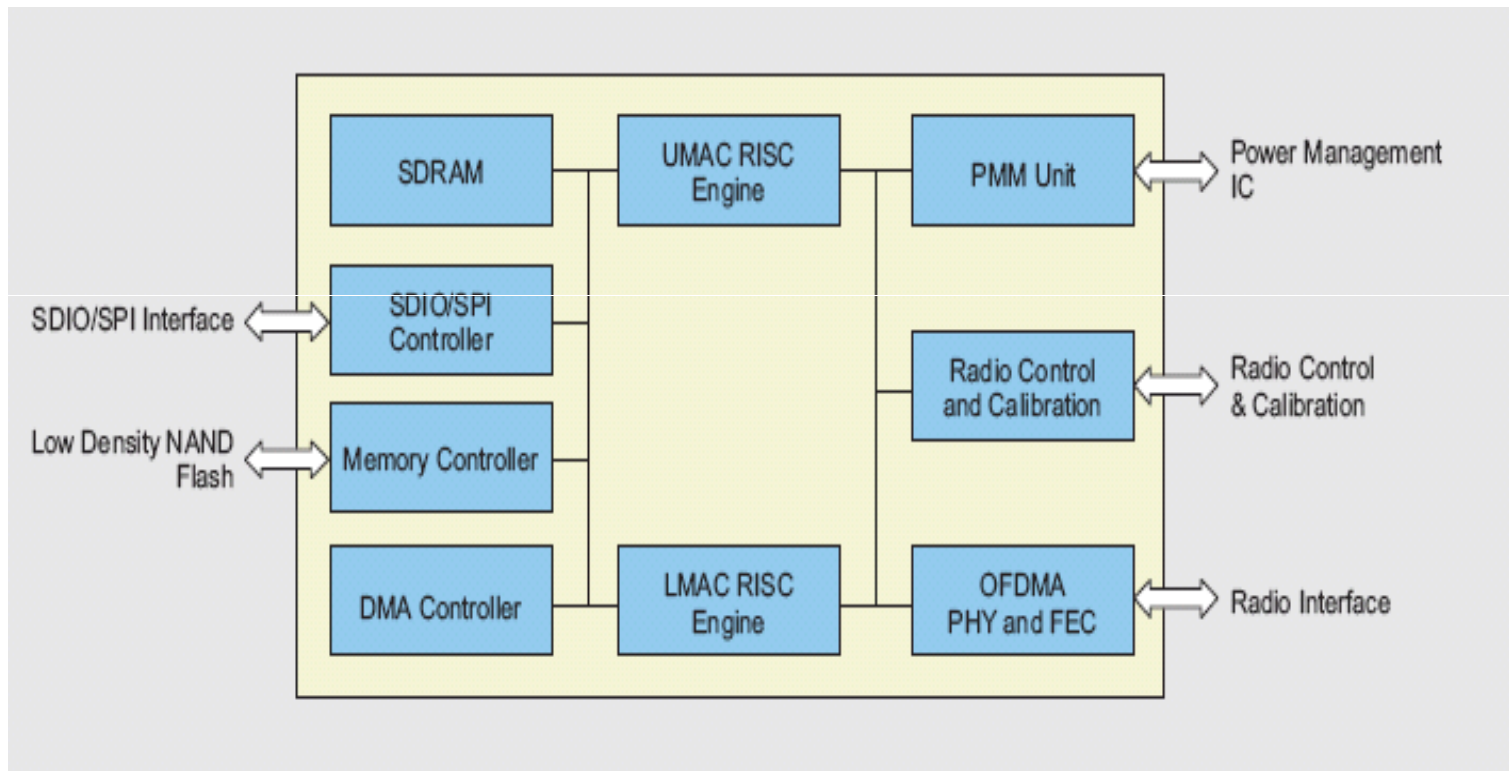 SDRAM
UMAC RISC
Engine
PMM Unit
Power Management
IC
SDIO/SPI Interface
SDIO/SPI
Controller
Radio Control
and Calibration
Radio Control
& Calibration
Low Density NAND
Flash
Memory Controller
DMA Controller
LMAC RISC
Engine
OFDMA
PHY and FEC
Radio Interface